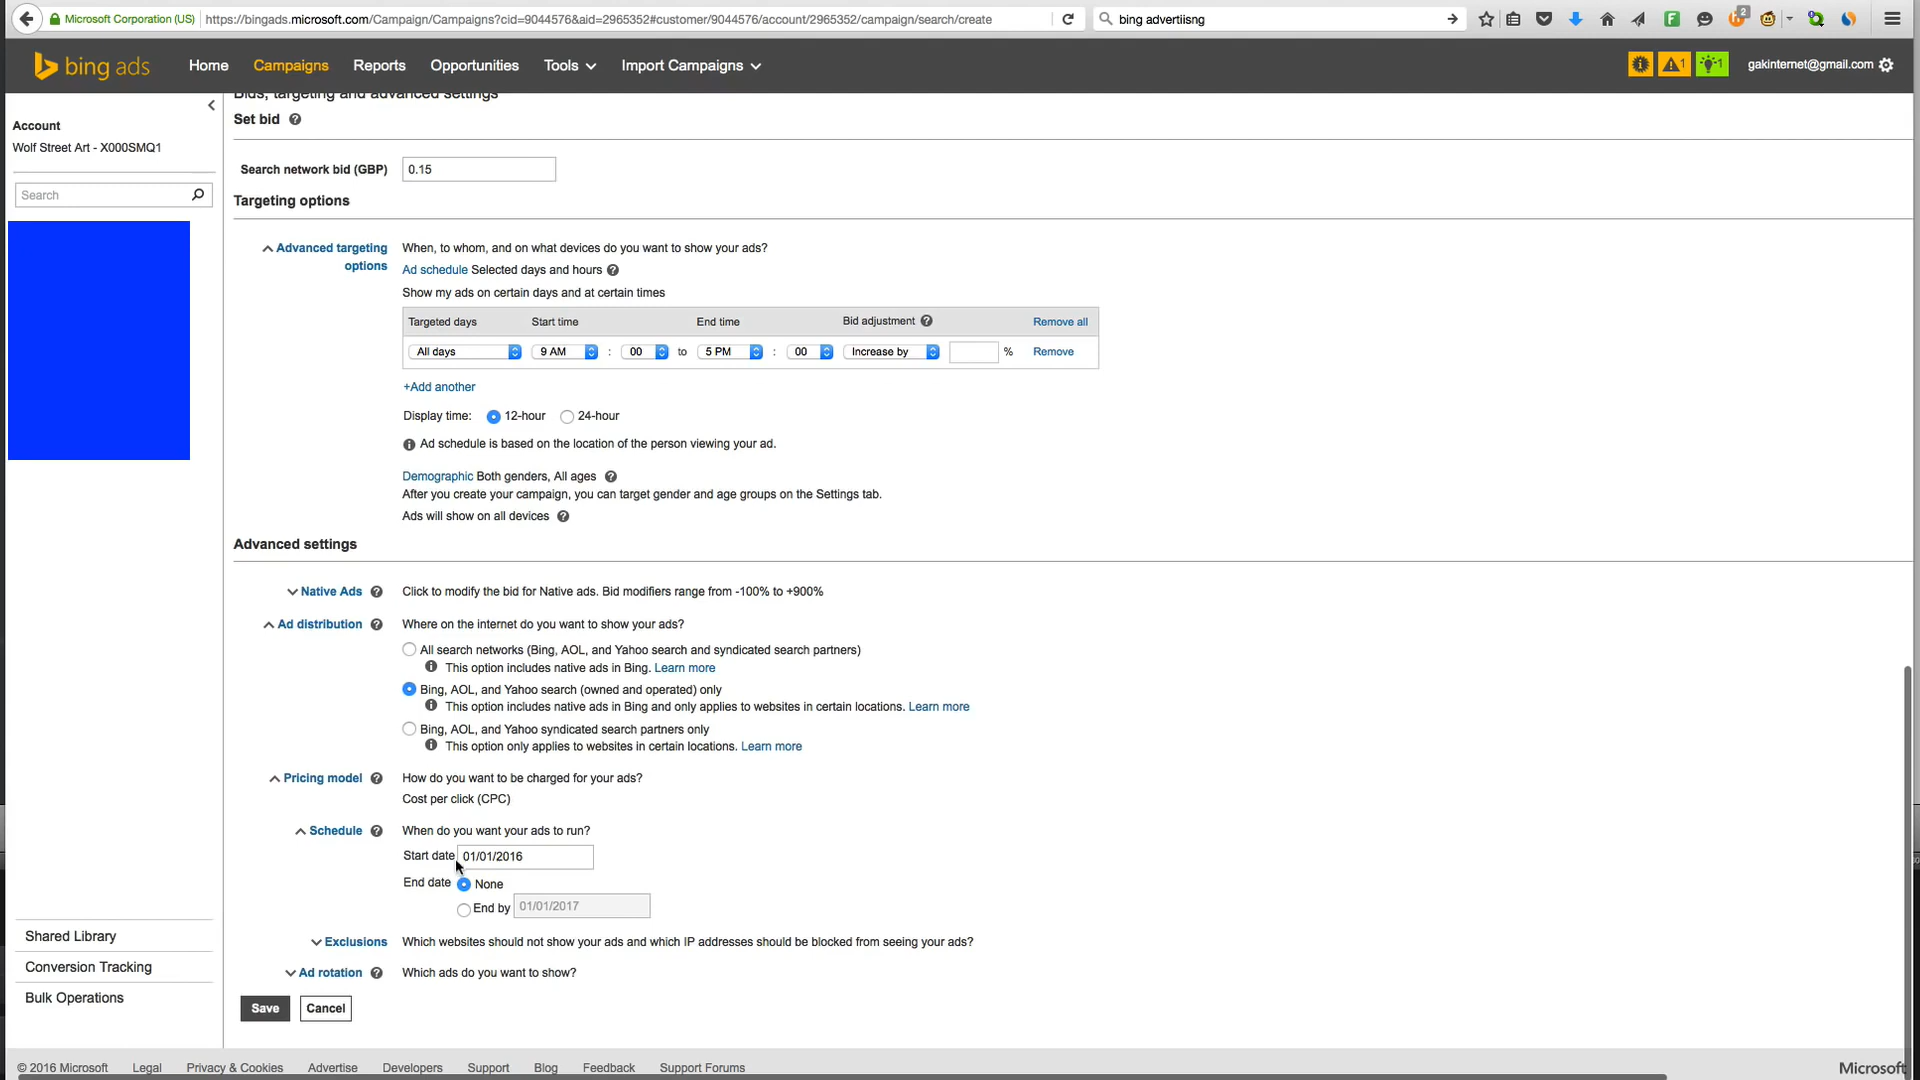 Microsoft Corporation (US)
https://bingads.microsoft.com/Campaign/Campaigns?cid=9044576&aid=2965352#customer/9044576/account/2965352/campaign/search/create
bing advertiisng
2
bing ads
Home
Campaigns
Reports
Opportunities
Tools
Import Campaigns
1
1
gakinternet@gmail.com
Account
Wolf Street Art - X000SMQ1
Search
Bids, targeting and advanced settings
Set bid
Search network bid (GBP)
0.15
Targeting options
Advanced targeting
options
When, to whom, and on what devices do you want to show your ads?
Ad schedule Selected days and hours
Show my ads on certain days and at certain times
Targeted days Start time End time Bid adjustment Remove all
All days 9 AM : 00 to 5 PM : 00 Increase by % Remove
+Add another
Display time: 12-hour 24-hour
Ad schedule is based on the location of the person viewing your ad.
Demographic Both genders, All ages
After you create your campaign, you can target gender and age groups on the Settings tab.
Ads will show on all devices
Advanced settings
Native Ads Click to modify the bid for Native ads. Bid modifiers range from -100% to +900%
Ad distribution Where on the internet do you want to show your ads?
All search networks (Bing, AOL, and Yahoo search and syndicated search partners)
This option includes native ads in Bing. Learn more
Bing, AOL, and Yahoo search (owned and operated) only
This option includes native ads in Bing and only applies to websites in certain locations. Learn more
Bing, AOL, and Yahoo syndicated search partners only
This option only applies to websites in certain locations. Learn more
Pricing model How do you want to be charged for your ads?
Cost per click (CPC)
Schedule When do you want your ads to run?
Start date 01/01/2016
End date None
End by 01/01/2017
Exclusions Which websites should not show your ads and which IP addresses should be blocked from seeing your ads?
Ad rotation Which ads do you want to show?
Save Cancel
Shared Library
Conversion Tracking
Bulk Operations
© 2016 Microsoft Legal Privacy & Cookies Advertise Developers Support Blog Feedback Support Forums Microsoft